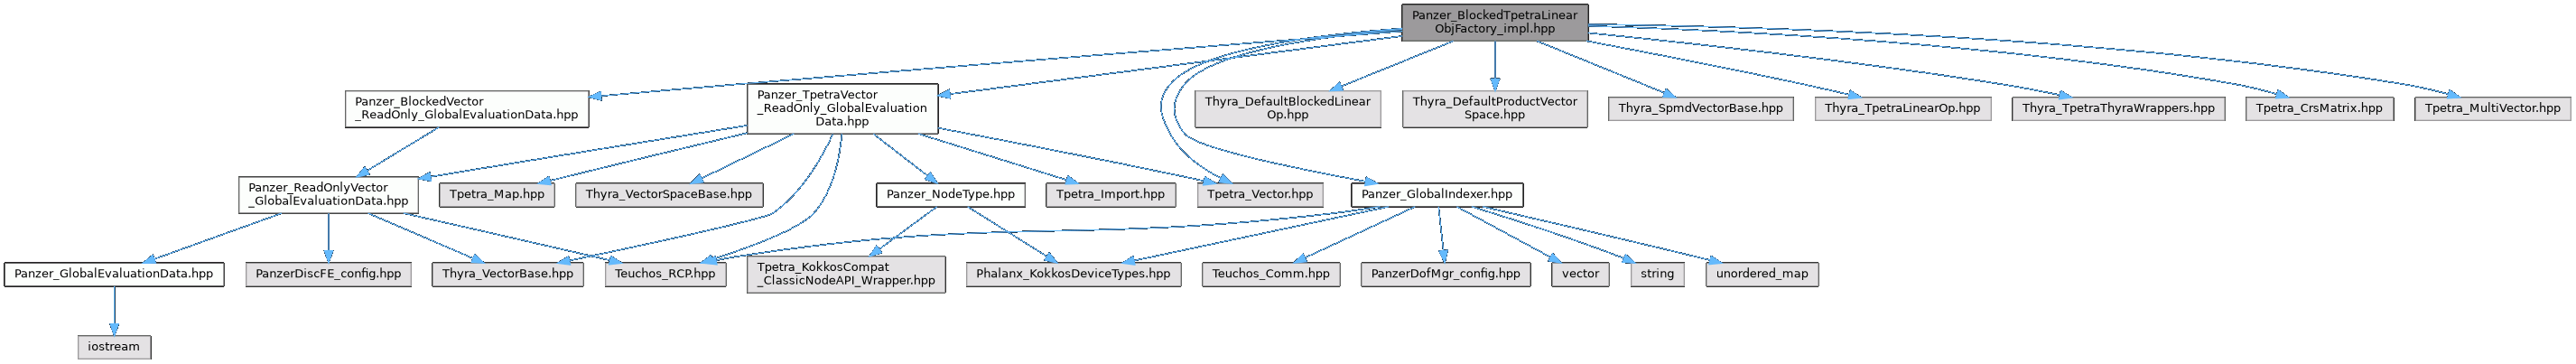 Panzer_BlockedTpetraLinear
ObjFactory_impl.hpp
Panzer_BlockedVector
_ReadOnly_GlobalEvaluationData.hpp
Panzer_TpetraVector
_ReadOnly_GlobalEvaluation
Data.hpp
Thyra_DefaultBlockedLinear
Op.hpp
Thyra_DefaultProductVector
Space.hpp
Thyra_SpmdVectorBase.hpp
Thyra_TpetraLinearOp.hpp
Thyra_TpetraThyraWrappers.hpp
Tpetra_CrsMatrix.hpp
Tpetra_MultiVector.hpp
Panzer_ReadOnlyVector
_GlobalEvaluationData.hpp
Tpetra_Map.hpp
Thyra_VectorSpaceBase.hpp
Panzer_NodeType.hpp
Tpetra_Import.hpp
Tpetra_Vector.hpp
Panzer_GlobalIndexer.hpp
Panzer_GlobalEvaluationData.hpp
PanzerDiscFE_config.hpp
Thyra_VectorBase.hpp
Teuchos_RCP.hpp
Tpetra_KokkosCompat
_ClassicNodeAPI_Wrapper.hpp
Phalanx_KokkosDeviceTypes.hpp
Teuchos_Comm.hpp
PanzerDofMgr_config.hpp
vector
string
unordered_map
iostream